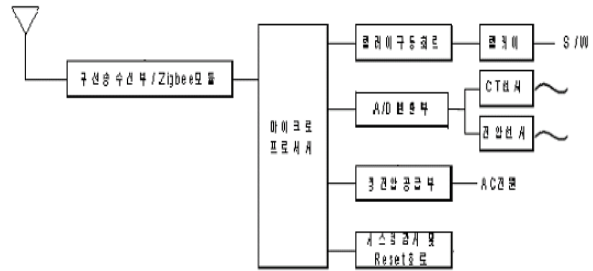 무선송수신부/Zigbee모듈
마이크로
프로세서
릴레이구동회로
릴레이
S/W
A/D변환부
CT센서
전압센서
정전압공급부
AC전원
시스템감시 및
Reset회로